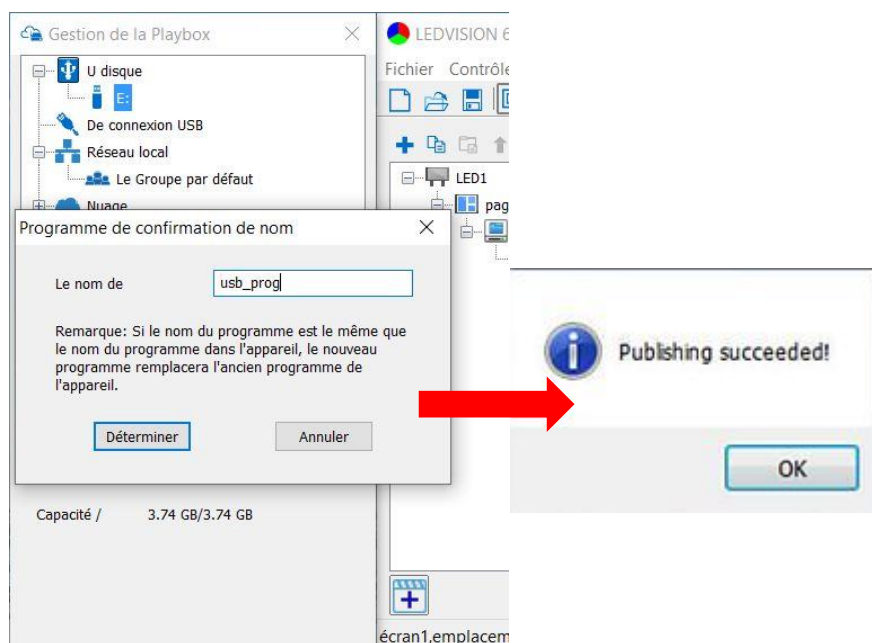 Gestion de la Playbox
U disque
E:
De connexion USB
Réseau local
Le Groupe par défaut
Nuage
Programme de confirmation de nom
Le nom de
usb_prog
Remarque: Si le nom du programme est le même que
le nom du programme dans l'appareil, le nouveau
programme remplacera l'ancien programme de
l'appareil.
Déterminer
Annuler
Capacité /
3.74 GB/3.74 GB
LEDVISION 6
Fichier Contrôle
LED1
pag
écran1,emplacem
Publishing succeeded!
OK